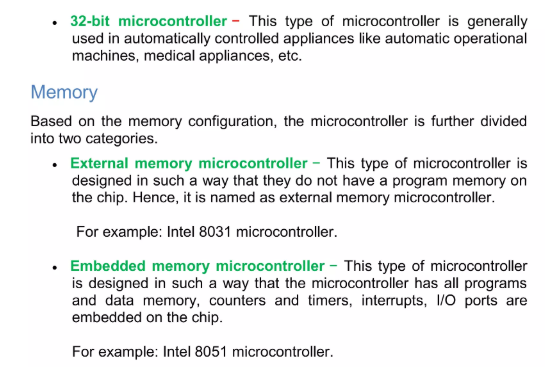 • 32-bit microcontroller − This type of microcontroller is generally
used in automatically controlled appliances like automatic operational
machines, medical appliances, etc.
Memory
Based on the memory configuration, the microcontroller is further divided
into two categories.
• External memory microcontroller − This type of microcontroller is
designed in such a way that they do not have a program memory on
the chip. Hence, it is named as external memory microcontroller.
For example: Intel 8031 microcontroller.
• Embedded memory microcontroller − This type of microcontroller
is designed in such a way that the microcontroller has all programs
and data memory, counters and timers, interrupts, I/O ports are
embedded on the chip.
For example: Intel 8051 microcontroller.